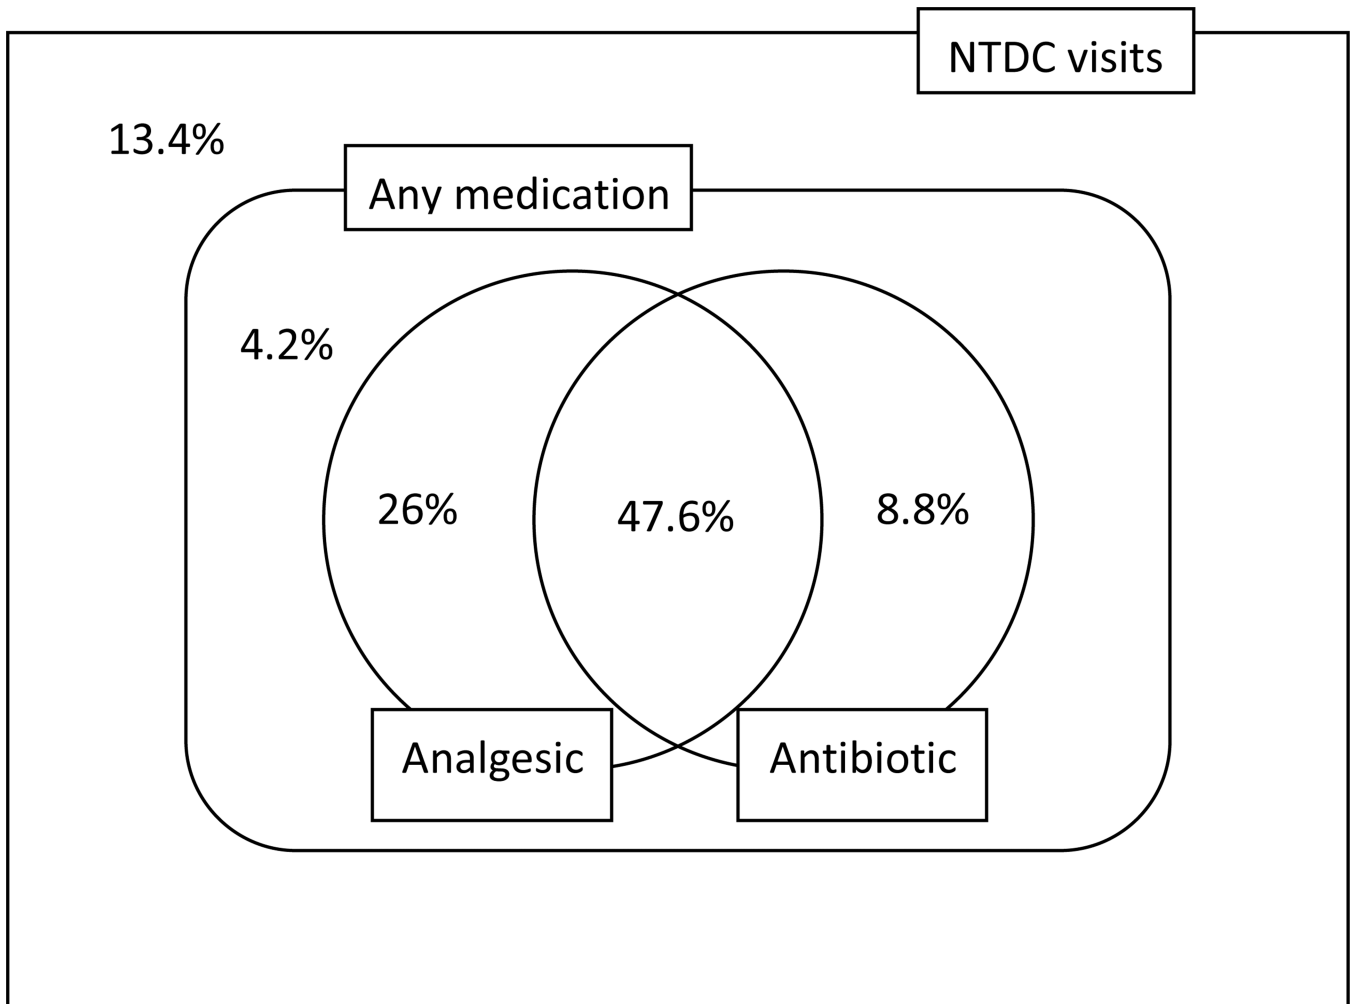 NTDC visits
13.4%
Any medication
4.2%
26%
47.6%
8.8%
Analgesic
Antibiotic